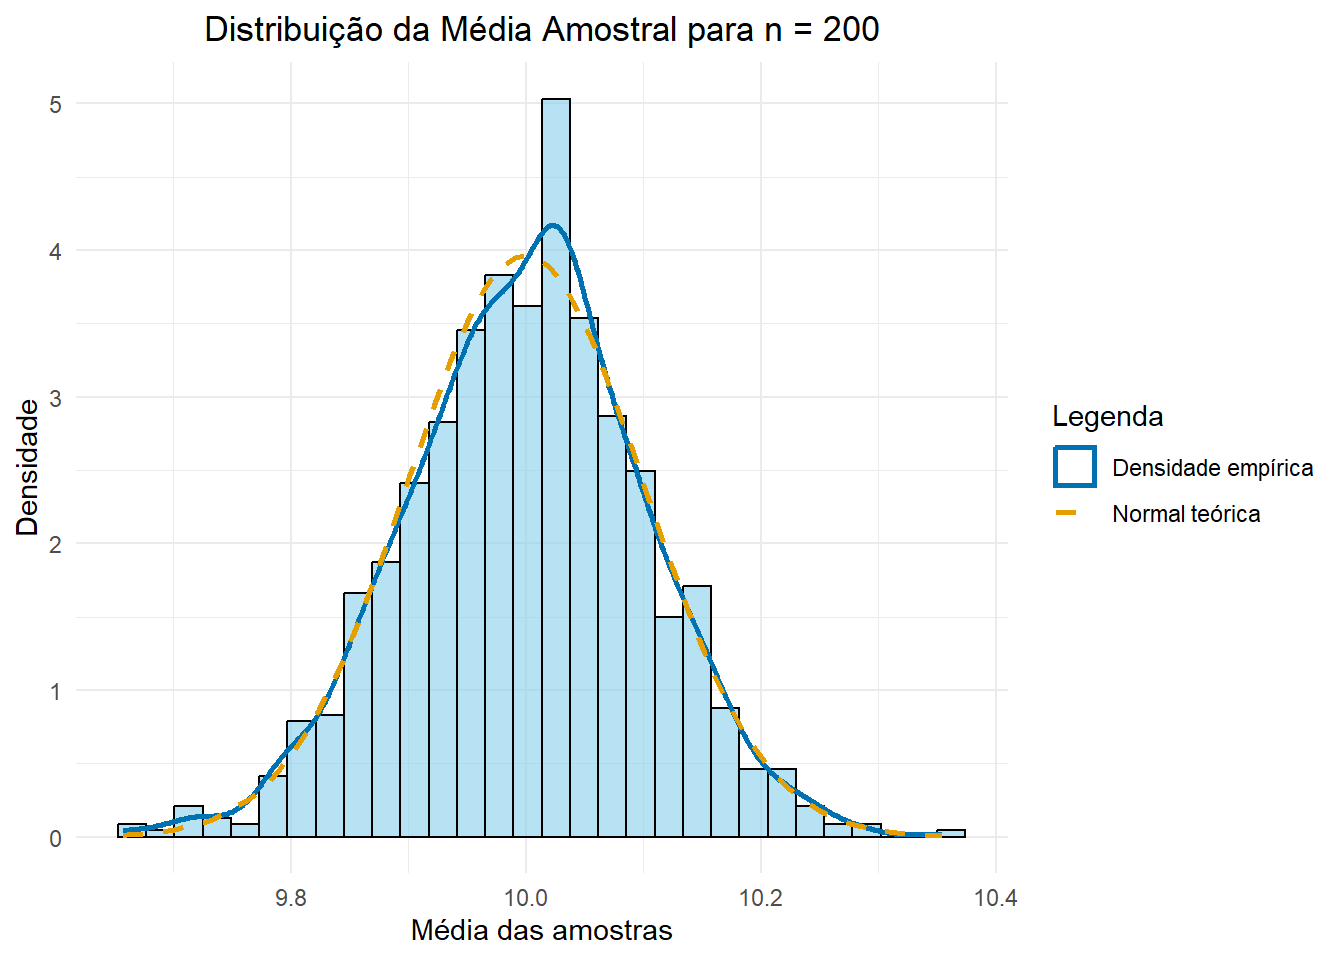 Distribuição da Média Amostral para n = 200
5
4
3
2
1
0
Densidade
9.8 10.0 10.2 10.4
Média das amostras
Legenda
Densidade empírica
Normal teórica